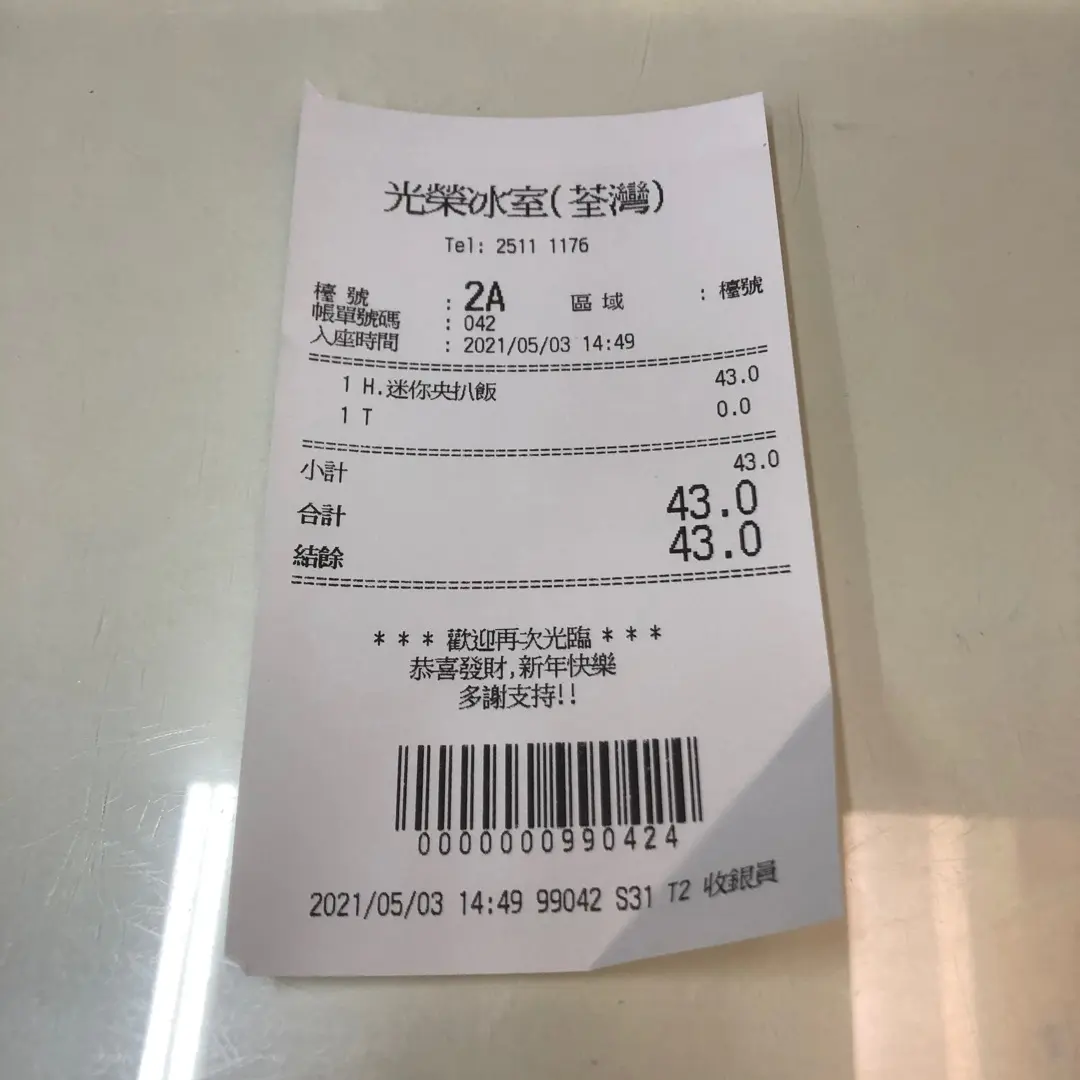 光榮冰室(荃灣)
Tel: 2511 1176
檯號 : 2A 區域 : 檯號
帳單號碼 : 042
入座時間 : 2021/05/03 14:49
1 H.迷你央扒飯 43.0
1 T 0.0
小計 43.0
合計 43.0
結餘 43.0
* * * 歡迎再次光臨 * * *
恭喜發財,新年快樂
多謝支持!!
0000000990424
2021/05/03 14:49 99042 S31 T2 收銀員